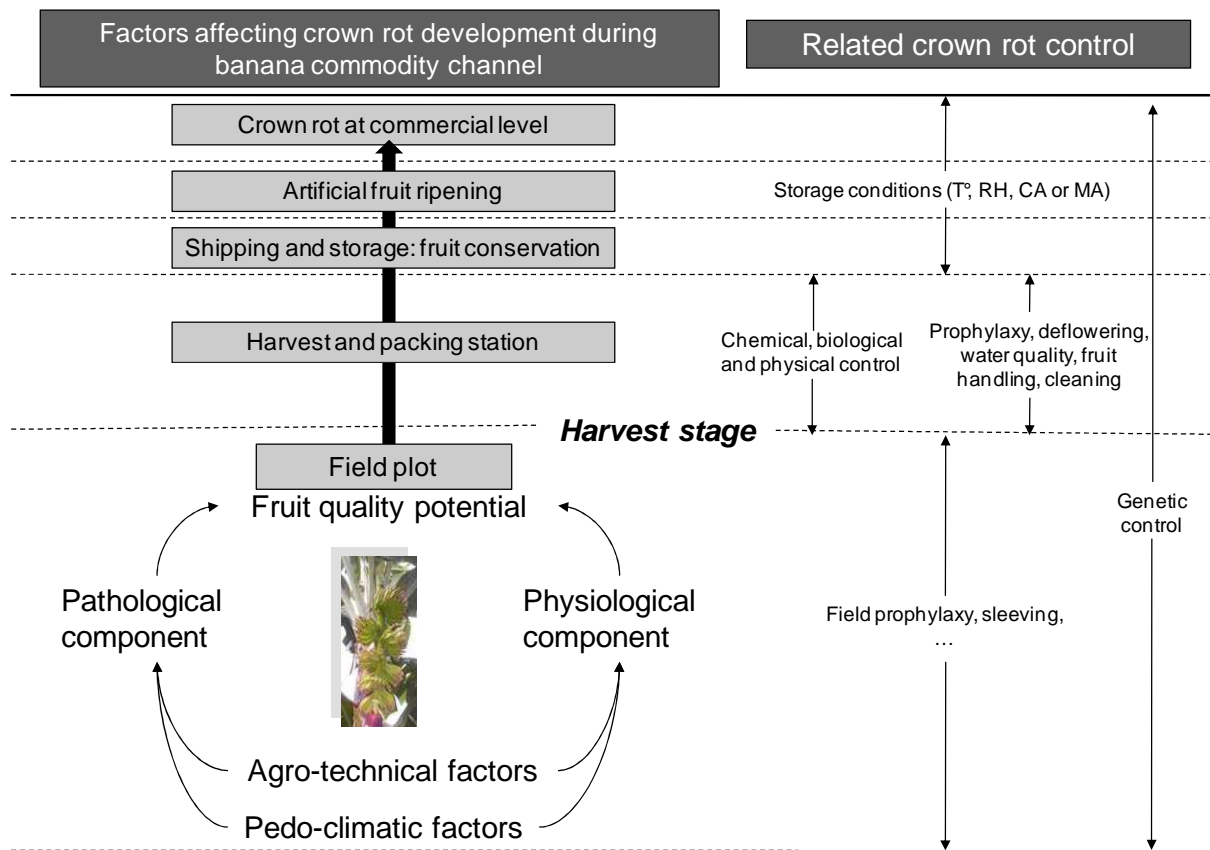 Factors affecting crown rot development during
banana commodity channel
Related crown rot control
Crown rot at commercial level
Artificial fruit ripening
Storage conditions (T°, RH, CA or MA)
Shipping and storage: fruit conservation
Harvest and packing station
Chemical, biological
and physical control
Prophylaxy, deflowering,
water quality, fruit
handling, cleaning
Harvest stage
Field plot
Fruit quality potential
Genetic
control
Pathological
component
Physiological
component
Field prophylaxy, sleeving,
…
Agro-technical factors
Pedo-climatic factors